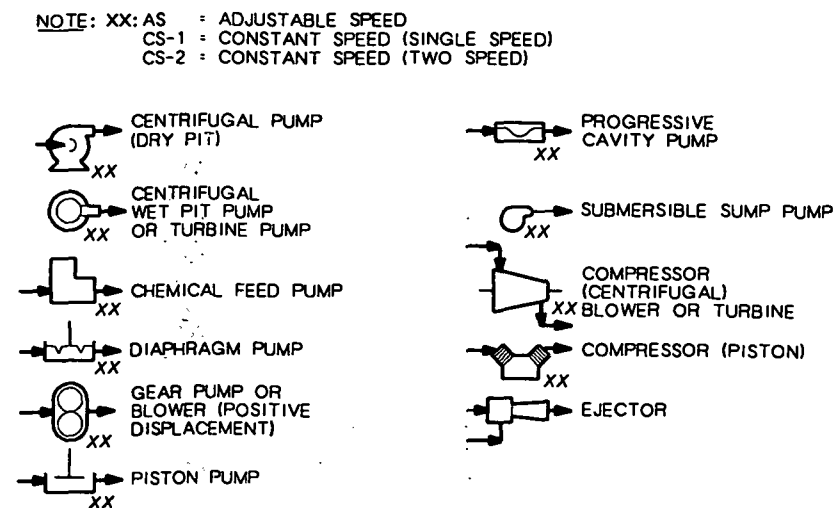 NOTE: XX: AS = ADJUSTABLE SPEED
CS-1 = CONSTANT SPEED (SINGLE SPEED)
CS-2 = CONSTANT SPEED (TWO SPEED)
CENTRIFUGAL PUMP
(DRY PIT)
XX
CENTRIFUGAL
WET PIT PUMP
OR TURBINE PUMP
XX
CHEMICAL FEED PUMP
XX
DIAPHRAGM PUMP
XX
GEAR PUMP OR
BLOWER (POSITIVE
DISPLACEMENT)
XX
PISTON PUMP
XX
PROGRESSIVE
CAVITY PUMP
XX
SUBMERSIBLE SUMP PUMP
XX
COMPRESSOR
(CENTRIFUGAL)
XX BLOWER OR TURBINE
COMPRESSOR (PISTON)
XX
EJECTOR